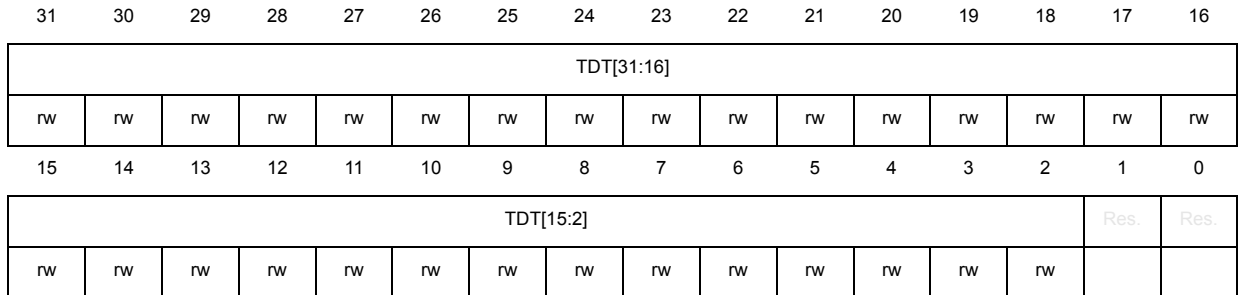 31 30 29 28 27 26 25 24 23 22 21 20 19 18 17 16
TDT[31:16]
rw rw rw rw rw rw rw rw rw rw rw rw rw rw rw rw
15 14 13 12 11 10 9 8 7 6 5 4 3 2 1 0
TDT[15:2] Res. Res.
rw rw rw rw rw rw rw rw rw rw rw rw rw rw